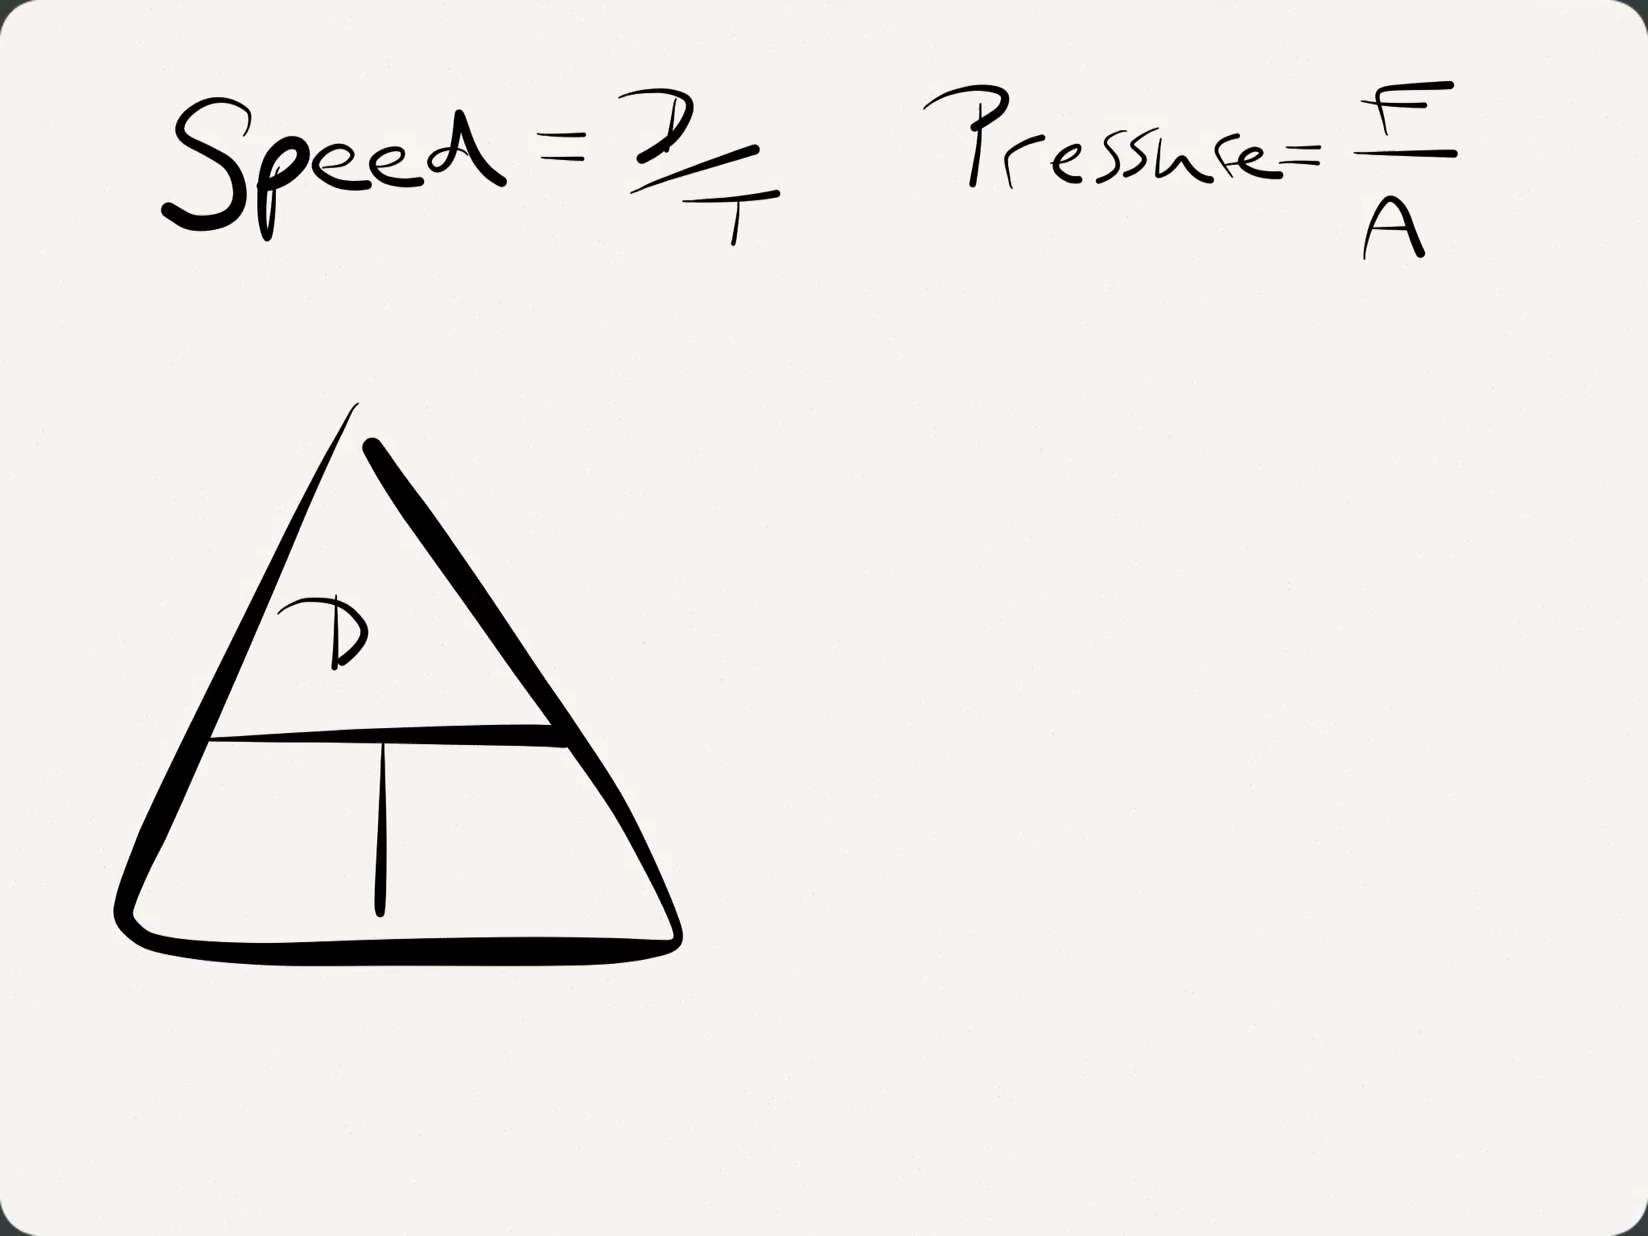 Speed = D/T
Pressure = F/A
D